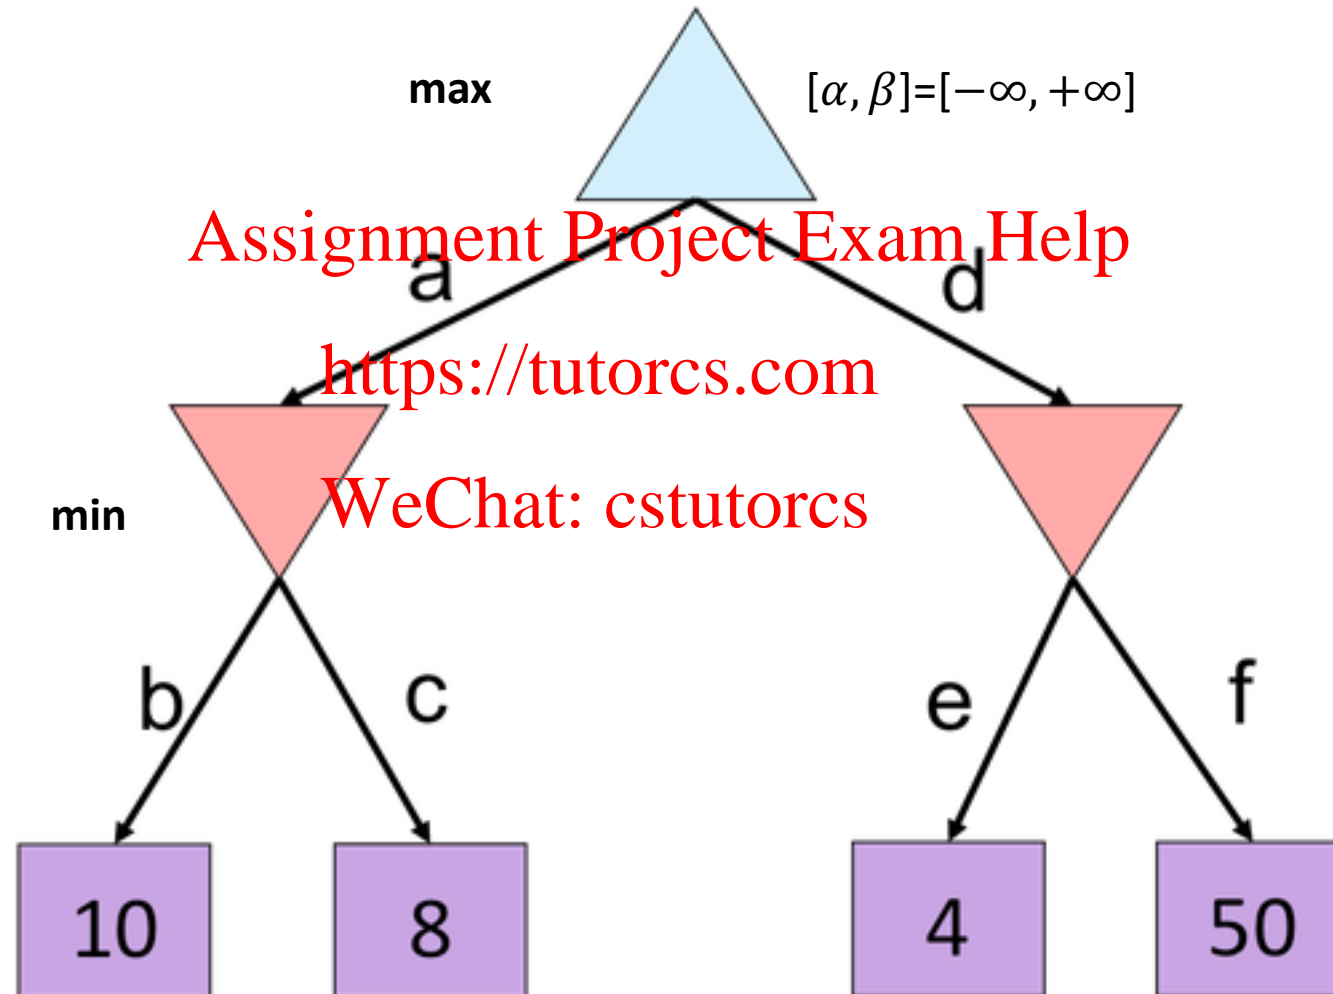 max
[𝛼, 𝛽]=[−∞, +∞]
Assignment Project Exam Help
a
d
https://tutorcs.com
WeChat: cstutorcs
min
b
c
e
f
10
8
4
50